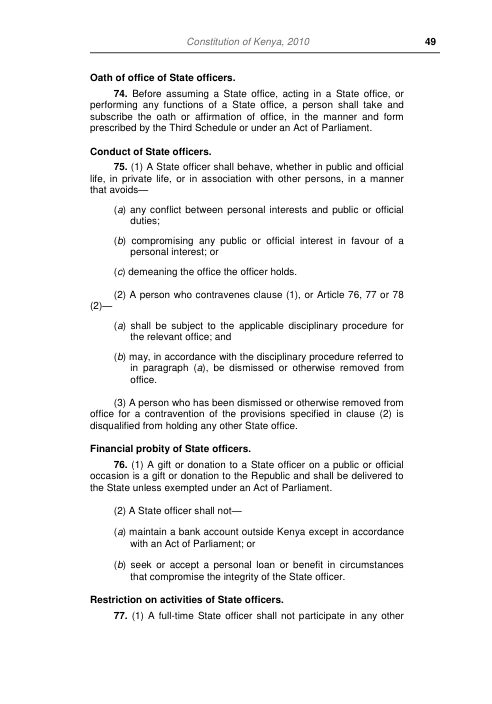 Constitution of Kenya, 2010 49
Oath of office of State officers.
74. Before assuming a State office, acting in a State office, or
performing any functions of a State office, a person shall take and
subscribe the oath or affirmation of office, in the manner and form
prescribed by the Third Schedule or under an Act of Parliament.
Conduct of State officers.
75. (1) A State officer shall behave, whether in public and official
life, in private life, or in association with other persons, in a manner
that avoids—
(a) any conflict between personal interests and public or official
duties;
(b) compromising any public or official interest in favour of a
personal interest; or
(c) demeaning the office the officer holds.
(2) A person who contravenes clause (1), or Article 76, 77 or 78
(2)—
(a) shall be subject to the applicable disciplinary procedure for
the relevant office; and
(b) may, in accordance with the disciplinary procedure referred to
in paragraph (a), be dismissed or otherwise removed from
office.
(3) A person who has been dismissed or otherwise removed from
office for a contravention of the provisions specified in clause (2) is
disqualified from holding any other State office.
Financial probity of State officers.
76. (1) A gift or donation to a State officer on a public or official
occasion is a gift or donation to the Republic and shall be delivered to
the State unless exempted under an Act of Parliament.
(2) A State officer shall not—
(a) maintain a bank account outside Kenya except in accordance
with an Act of Parliament; or
(b) seek or accept a personal loan or benefit in circumstances
that compromise the integrity of the State officer.
Restriction on activities of State officers.
77. (1) A full-time State officer shall not participate in any other